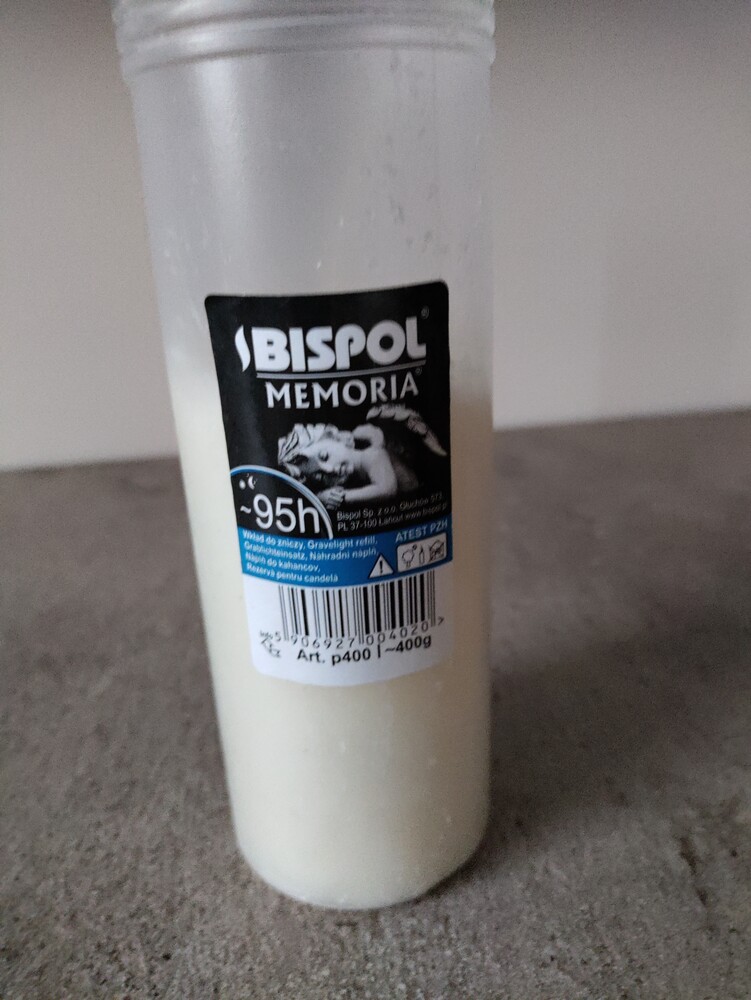 BISPOL®
MEMORIA®
~95h
Bispol Sp. z o.o. Głuchów 573,
PL 37-100 Łańcut www.bispol.pl
Wkład do zniczy, Gravelight refill,
Grablichteinsatz, Náhradní náplň,
Náplň do kahancov,
Rezervă pentru candelă
ATEST PZH
5 906927 004020 >
Art. p400 | ~400g